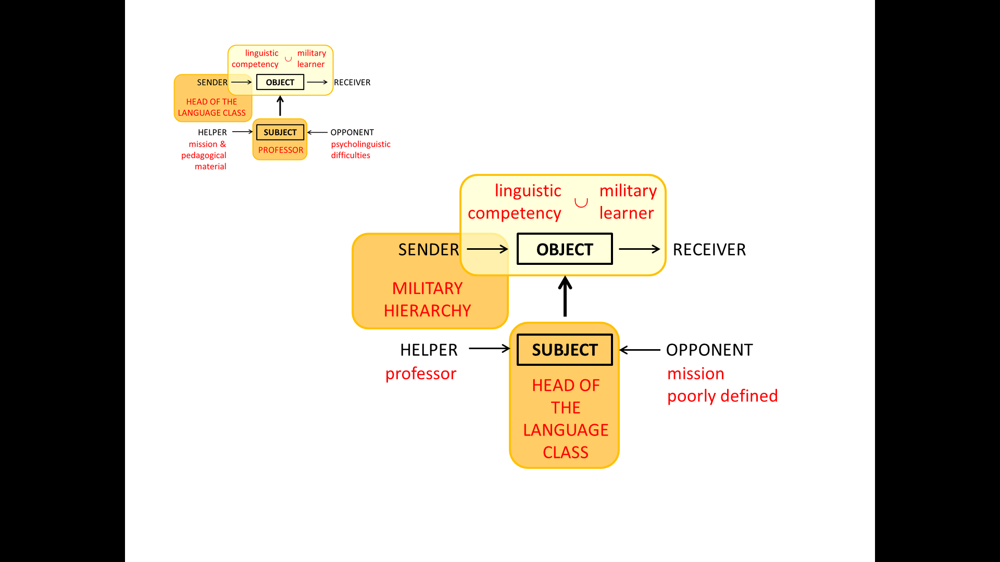 linguistic military
competency ◡ learner
SENDER OBJECT RECEIVER
HEAD OF THE
LANGUAGE CLASS
HELPER SUBJECT OPPONENT
mission & PROFESSOR psycholinguistic
pedagogical difficulties
material
linguistic military
competency ◡ learner
SENDER OBJECT RECEIVER
MILITARY
HIERARCHY
HELPER SUBJECT OPPONENT
professor mission
poorly defined
HEAD OF
THE
LANGUAGE
CLASS